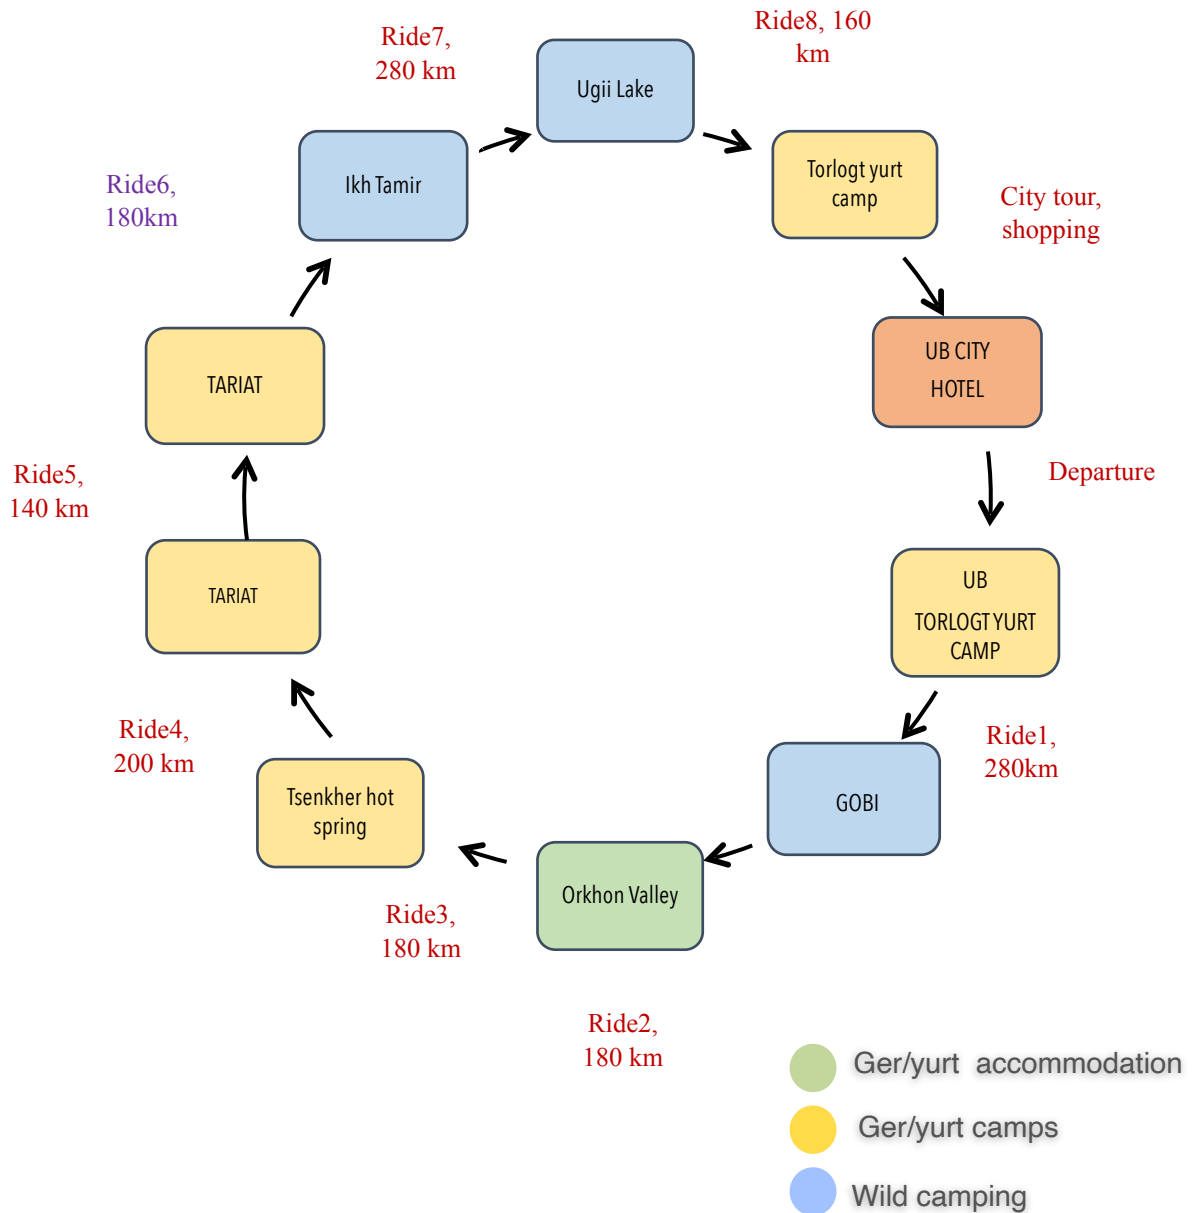 Ride7,
280 km
Ride8, 160
km
Ugii Lake
Ride6,
180km
Ikh Tamir
Torlogt yurt
camp
City tour,
shopping
TARIAT
UB CITY
HOTEL
Ride5,
140 km
Departure
TARIAT
UB
TORLOGT YURT
CAMP
Ride4,
200 km
Ride1,
280km
Tsenkher hot
spring
GOBI
Orkhon Valley
Ride3,
180 km
Ride2,
180 km
Ger/yurt accommodation
Ger/yurt camps
Wild camping